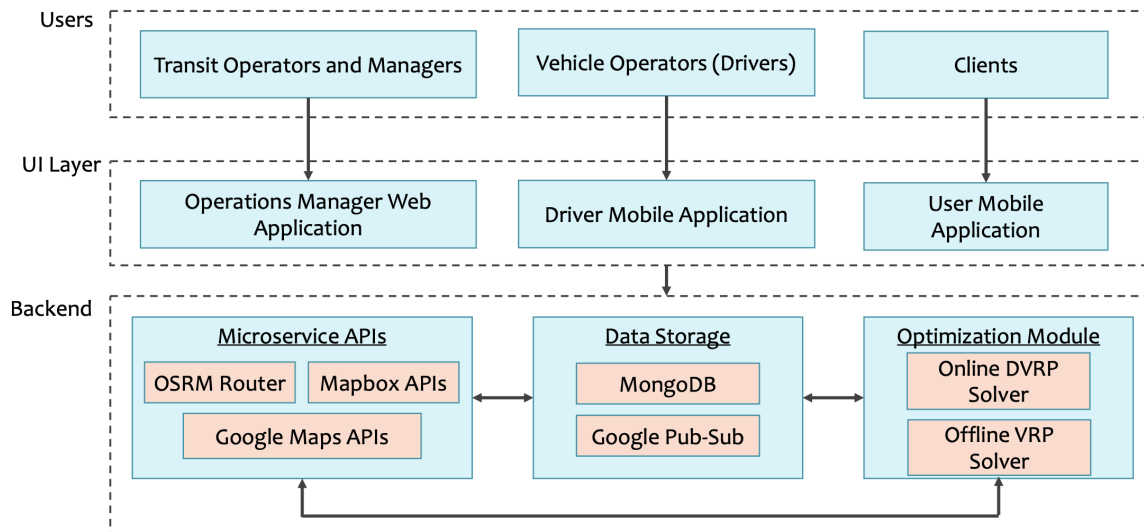 Users
Transit Operators and Managers
Vehicle Operators (Drivers)
Clients
UI Layer
Operations Manager Web
Application
Driver Mobile Application
User Mobile
Application
Backend
Microservice APIs
OSRM Router
Mapbox APIs
Google Maps APIs
Data Storage
MongoDB
Google Pub-Sub
Optimization Module
Online DVRP
Solver
Offline VRP
Solver